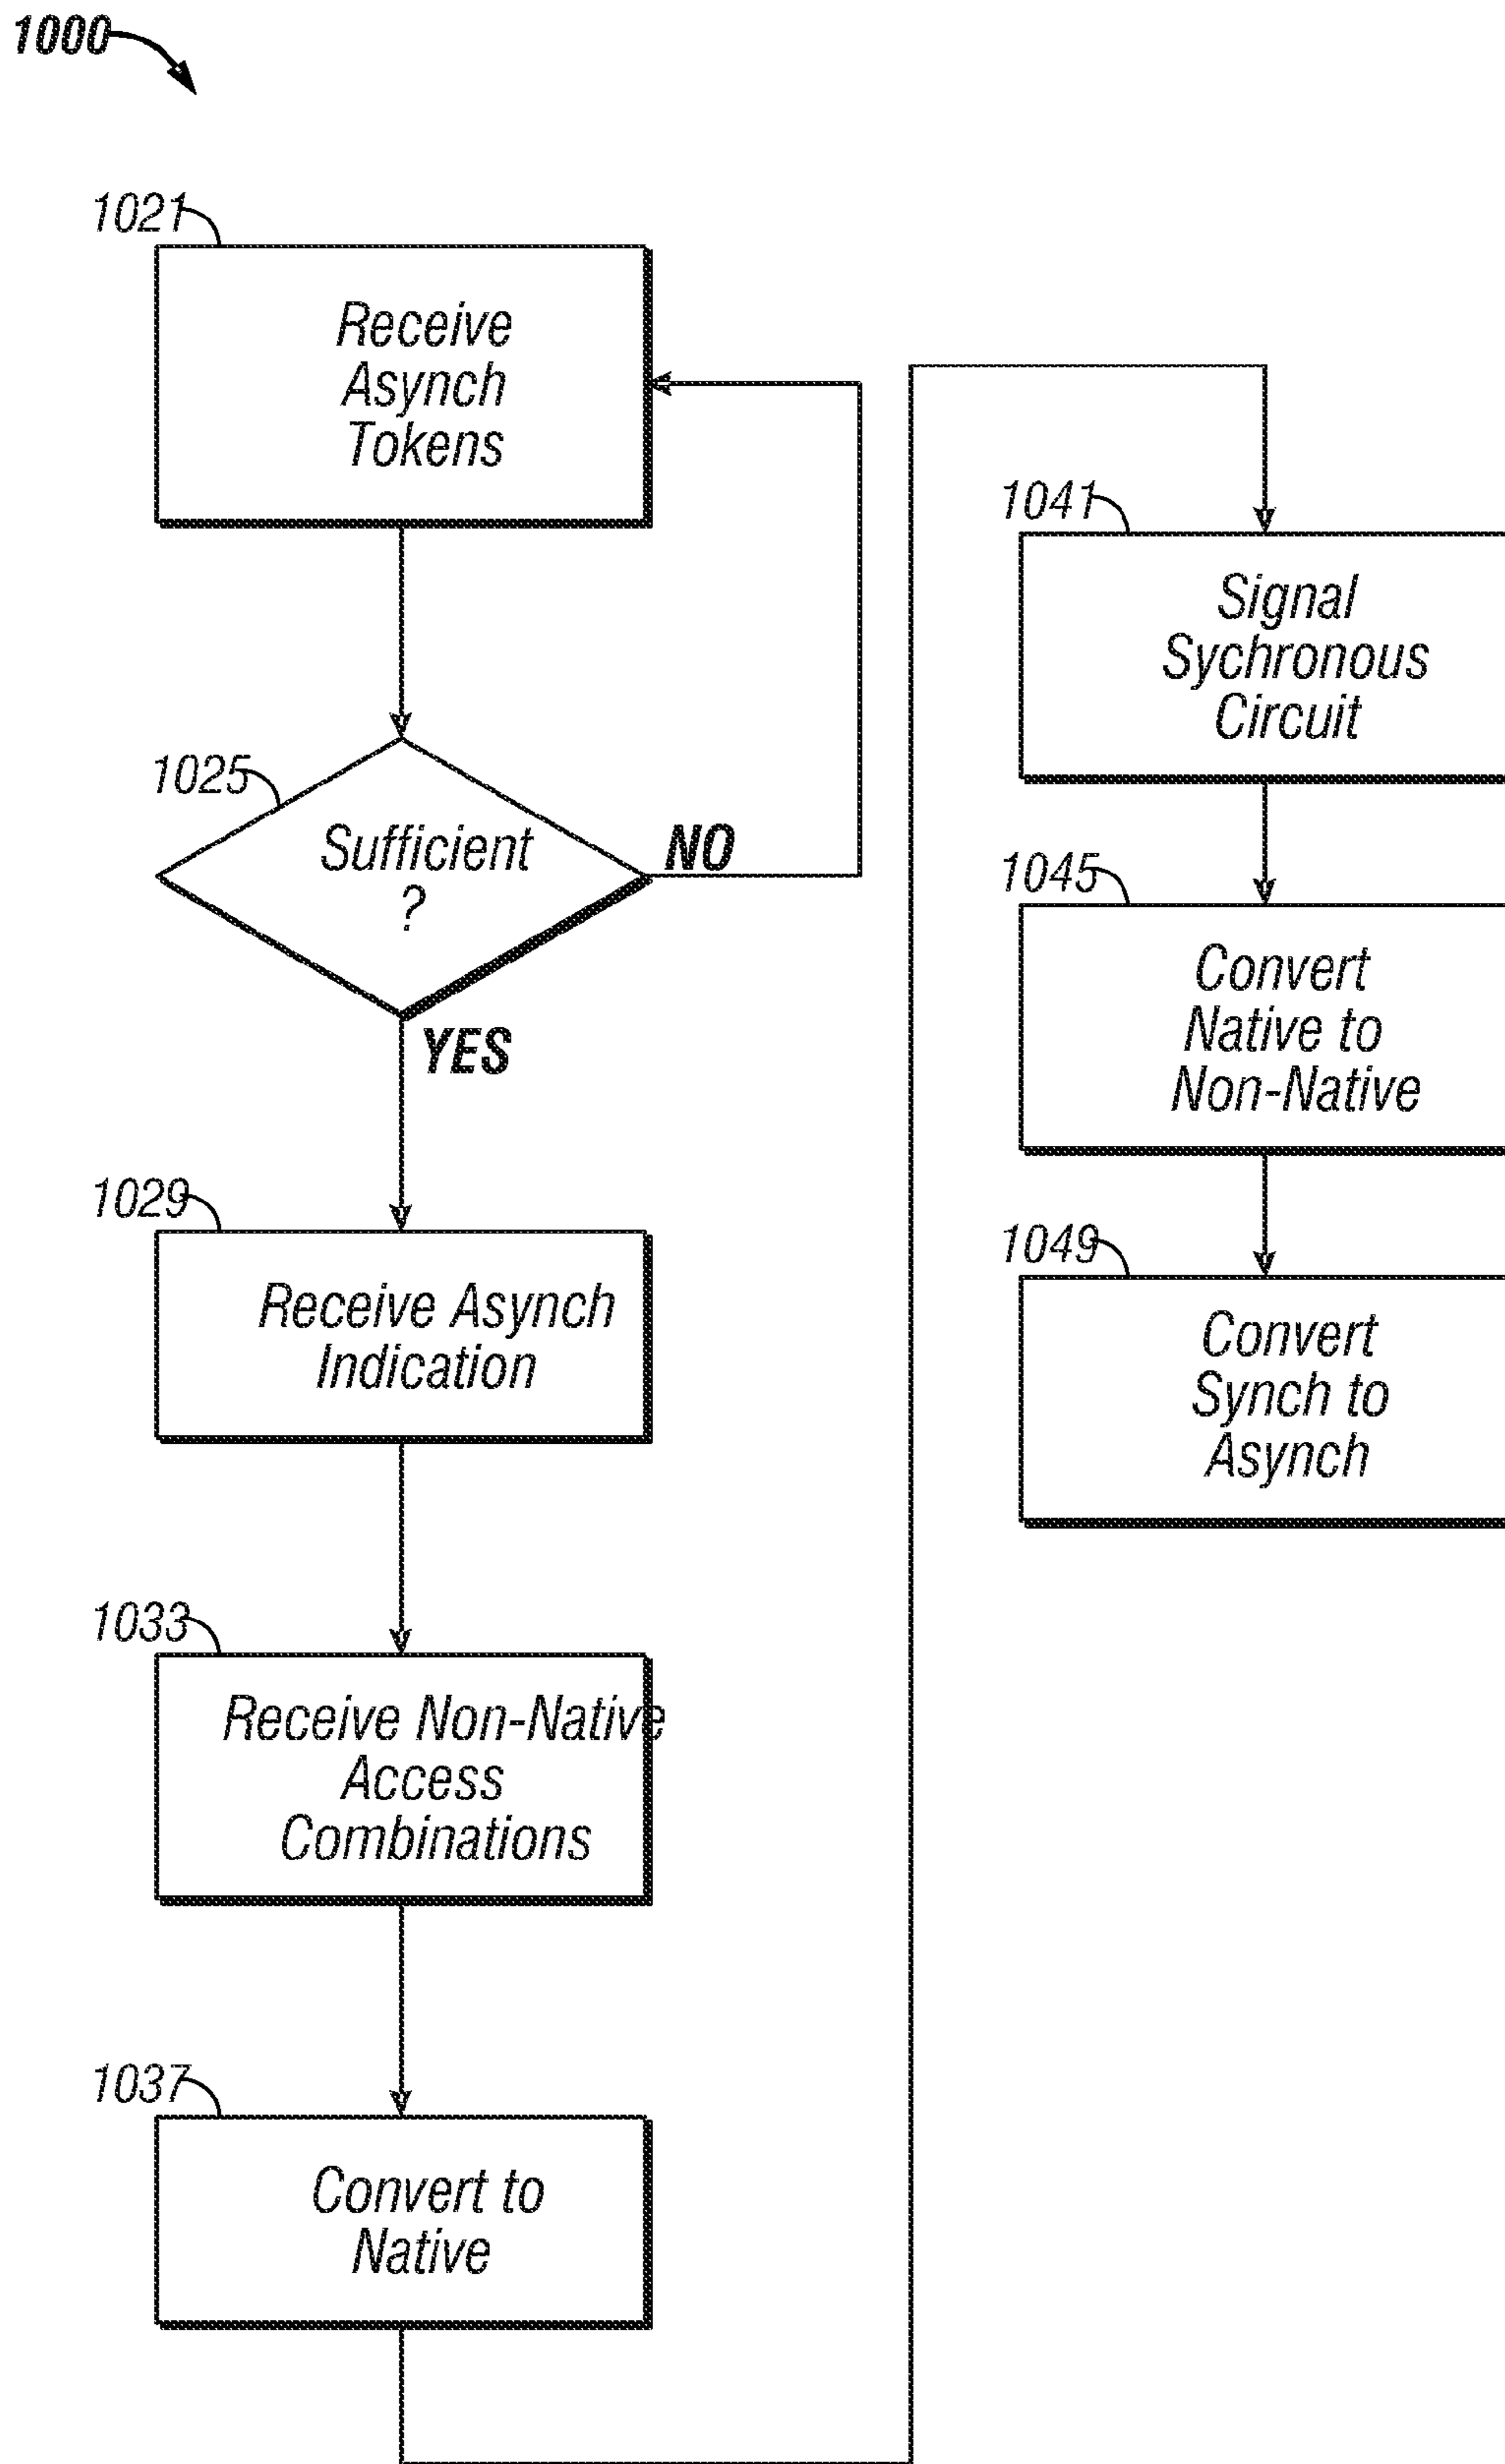 1000
1021
Receive
Asynch
Tokens
1025
Sufficient
?
NO
YES
1029
Receive Asynch
Indication
1033
Receive Non-Native
Access
Combinations
1037
Convert to
Native
1041
Signal
Sychronous
Circuit
1045
Convert
Native to
Non-Native
1049
Convert
Synch to
Asynch